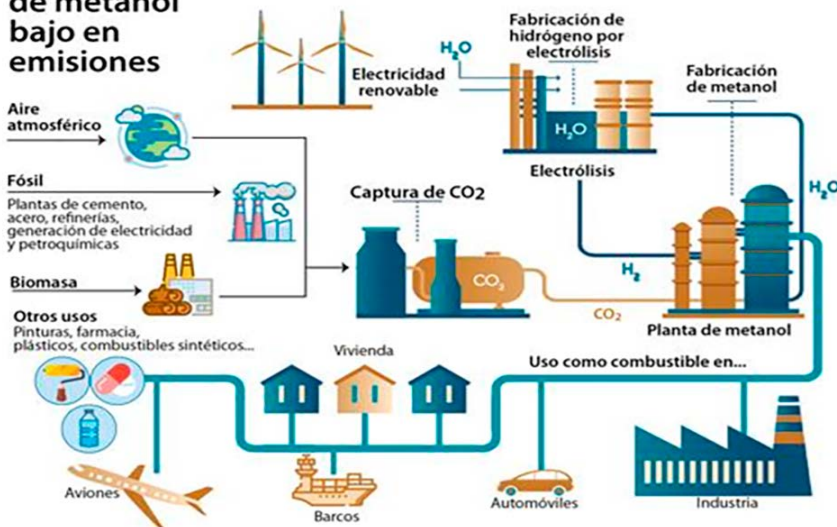 de metanol
bajo en
emisiones
Aire
atmosférico
Fósil
Plantas de cemento,
acero, refinerías,
generación de electricidad
y petroquímicas
Biomasa
Otros usos
Pinturas, farmacia,
plásticos, combustibles sintéticos...
Electricidad
renovable
H₂O
Fabricación de
hidrógeno por
electrólisis
H₂O
Electrólisis
Fabricación
de metanol
H₂O
Captura de CO2
CO₂
H₂
CO₂
Planta de metanol
Uso como combustible en...
Vivienda
Aviones
Barcos
Automóviles
Industria